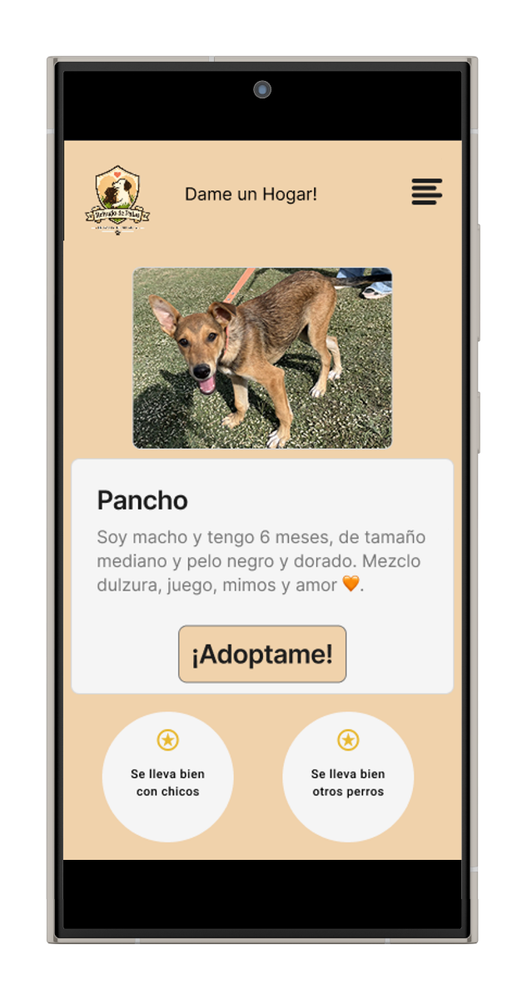 Refugio de Patas
Dame un Hogar!
Pancho
Soy macho y tengo 6 meses, de tamaño
mediano y pelo negro y dorado. Mezclo
dulzura, juego, mimos y amor 🧡.
¡Adoptame!
Se lleva bien
con chicos
Se lleva bien
otros perros